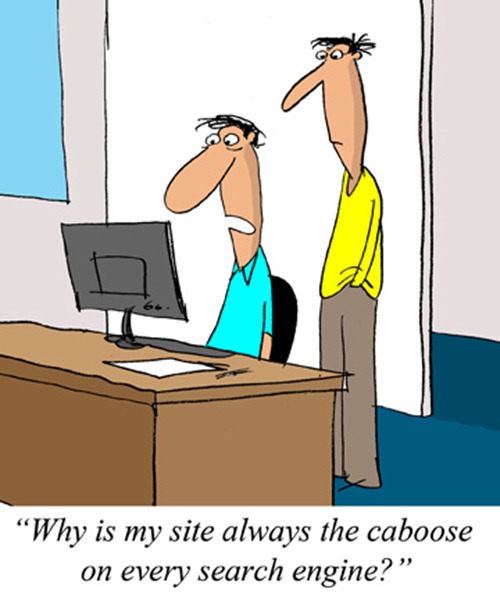 “Why is my site always the caboose
on every search engine?”